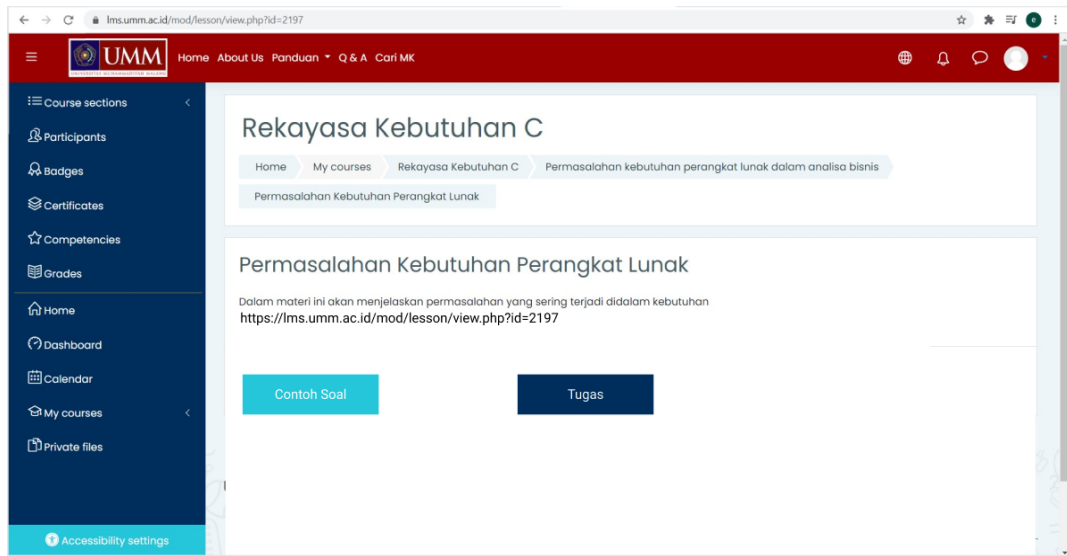 lms.umm.ac.id/mod/lesson/view.php?id=2197
e
UMM
UNIVERSITAS MUHAMMADIYAH MALANG
Home About Us Panduan Q & A Cari MK
Course sections
Participants
Badges
Certificates
Competencies
Grades
Home
Dashboard
Calendar
My courses
Private files
Accessibility settings
Rekayasa Kebutuhan C
Home My courses Rekayasa Kebutuhan C Permasalahan kebutuhan perangkat lunak dalam analisa bisnis
Permasalahan Kebutuhan Perangkat Lunak
Permasalahan Kebutuhan Perangkat Lunak
Dalam materi ini akan menjelaskan permasalahan yang sering terjadi didalam kebutuhan
https://lms.umm.ac.id/mod/lesson/view.php?id=2197
Contoh Soal Tugas